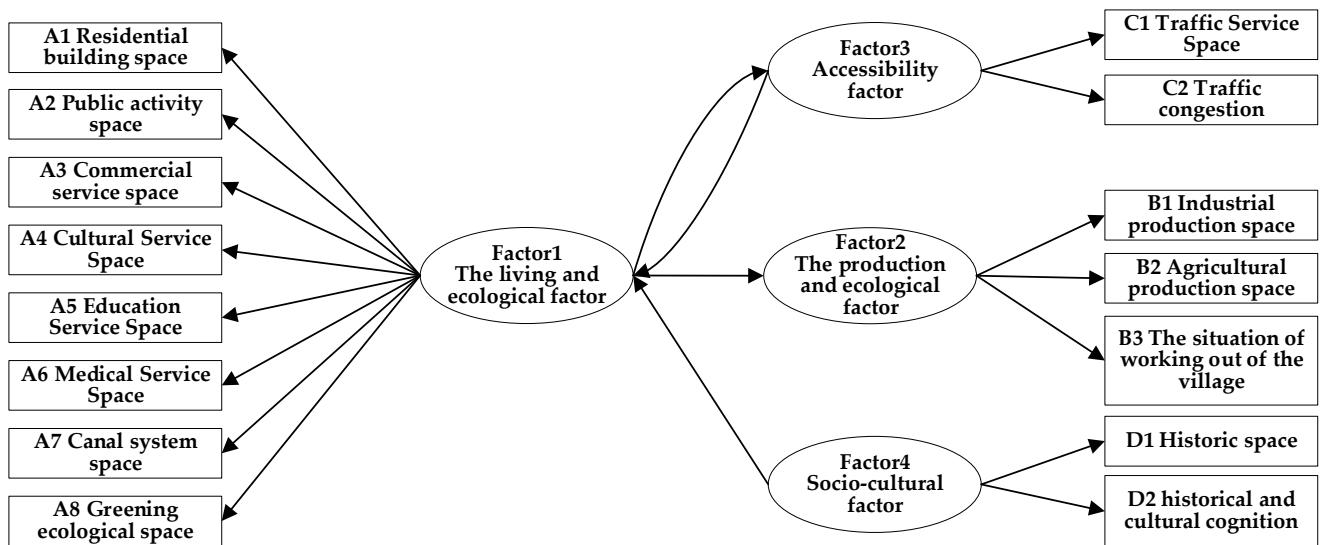 A1 Residential
building space
A2 Public activity
space
A3 Commercial
service space
A4 Cultural Service
Space
A5 Education
Service Space
A6 Medical Service
Space
A7 Canal system
space
A8 Greening
ecological space
Factor1
The living and
ecological factor
Factor3
Accessibility
factor
Factor2
The production
and ecological
factor
Factor4
Socio-cultural
factor
C1 Traffic Service
Space
C2 Traffic
congestion
B1 Industrial
production space
B2 Agricultural
production space
B3 The situation of
working out of the
village
D1 Historic space
D2 historical and
cultural cognition